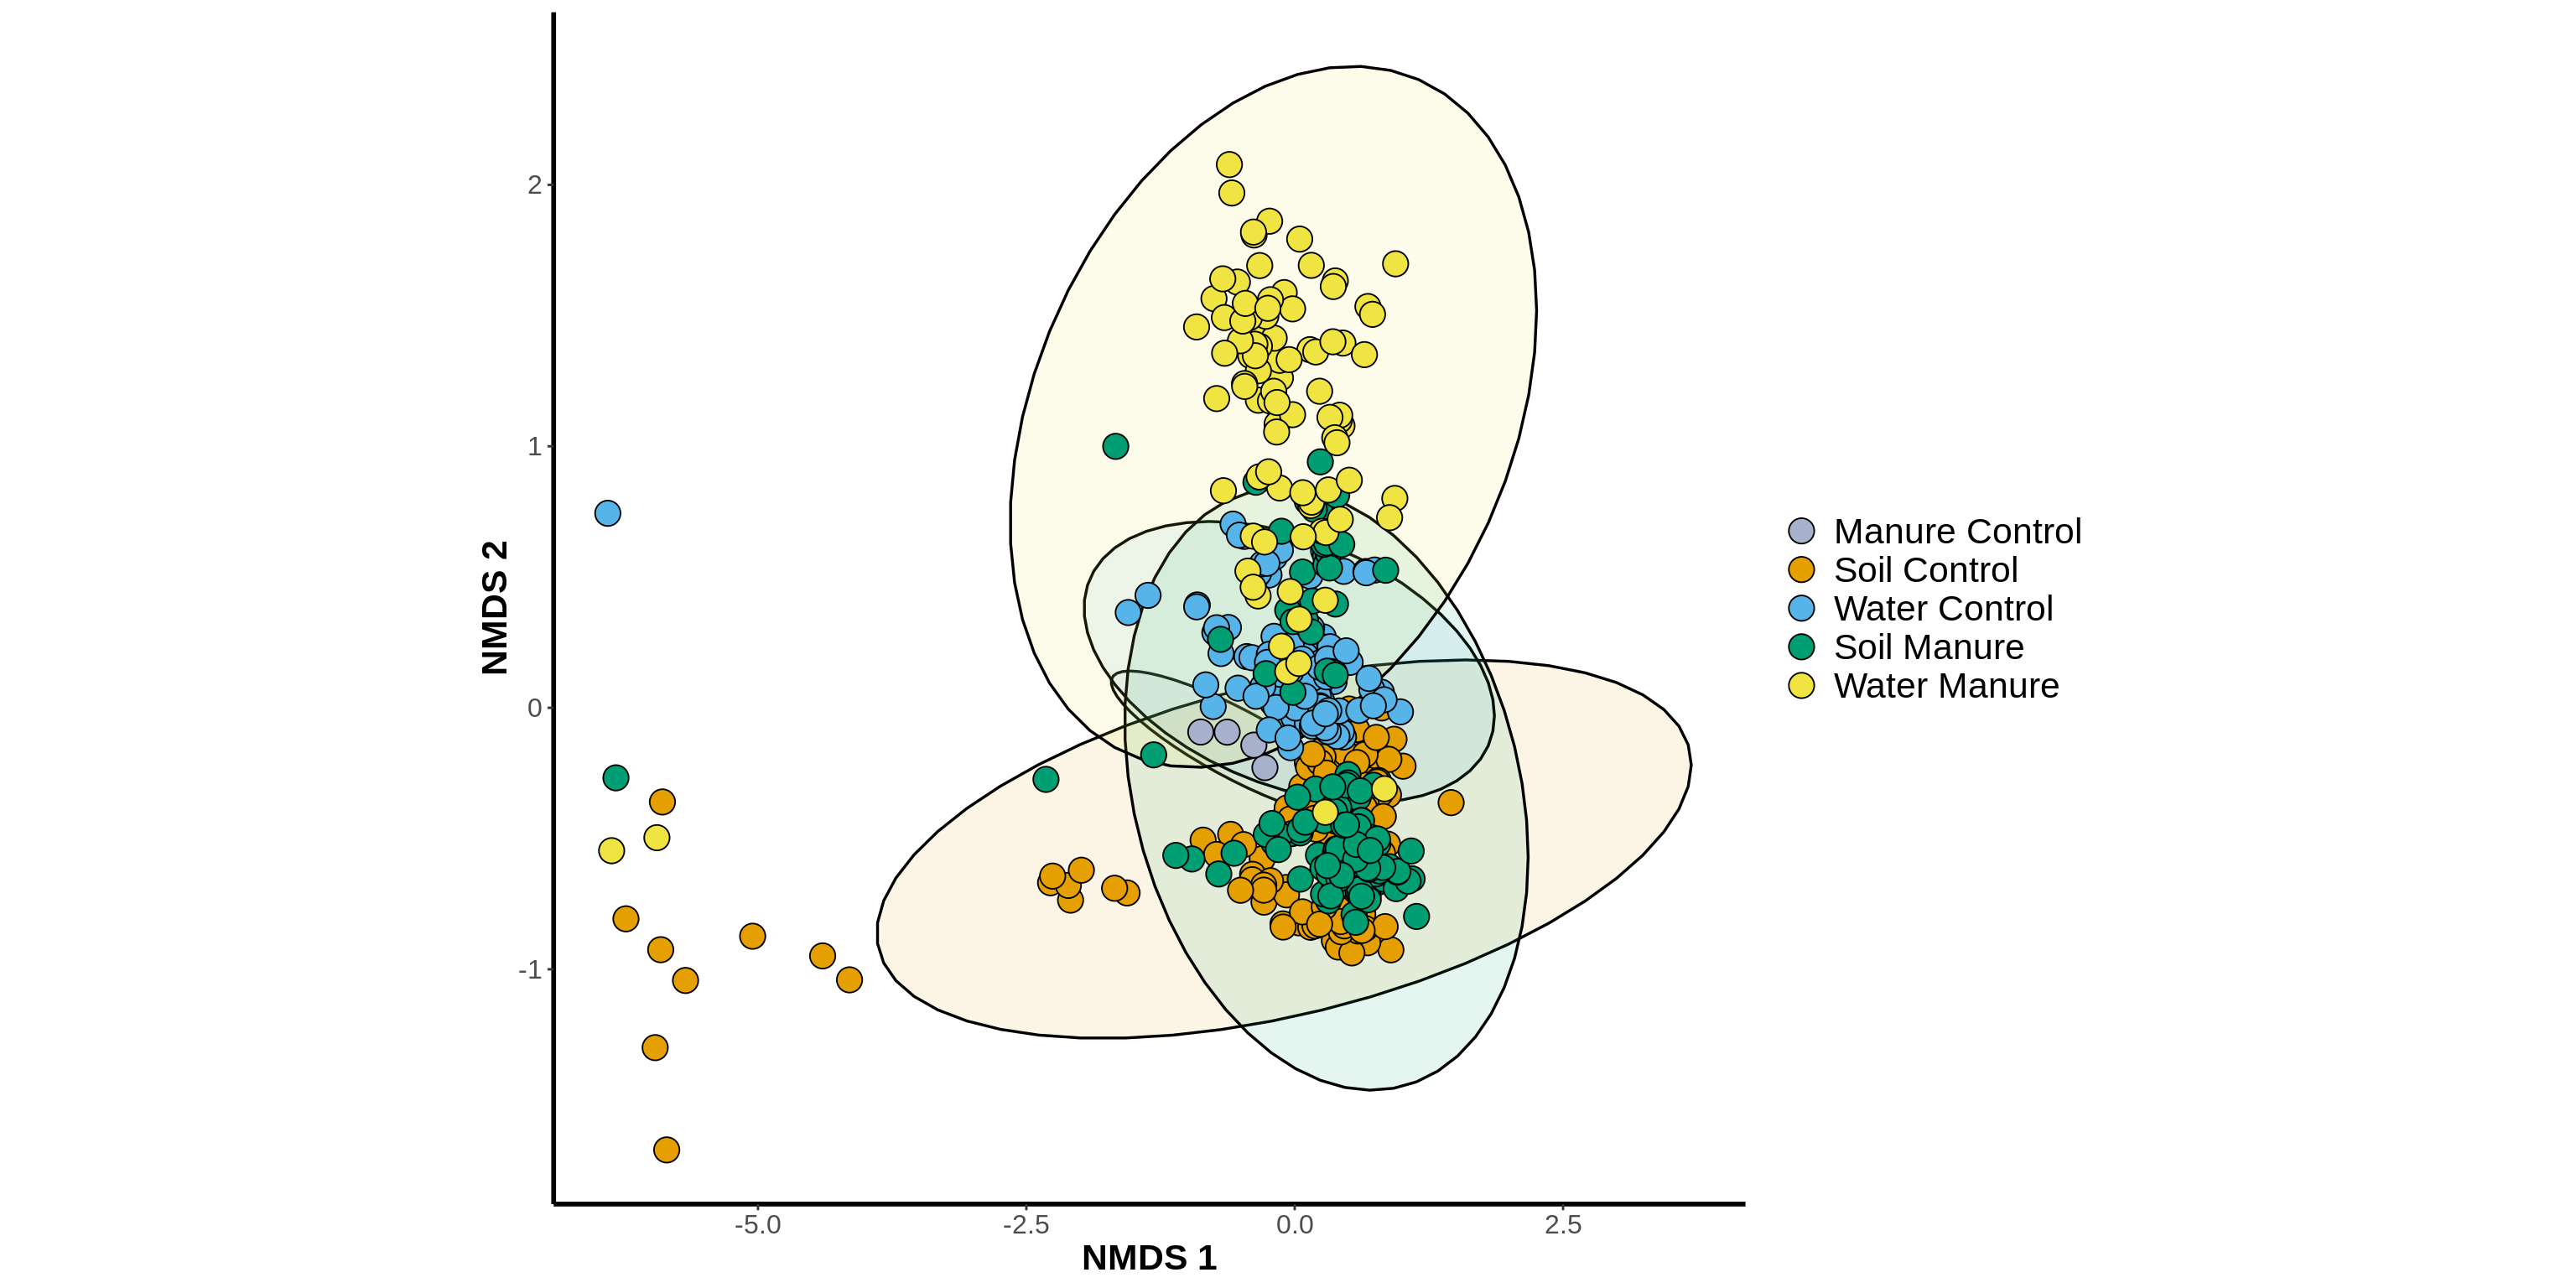 NMDS 2
2
1
0
-1
-5.0
-2.5
0.0
2.5
NMDS 1
Manure Control
Soil Control
Water Control
Soil Manure
Water Manure